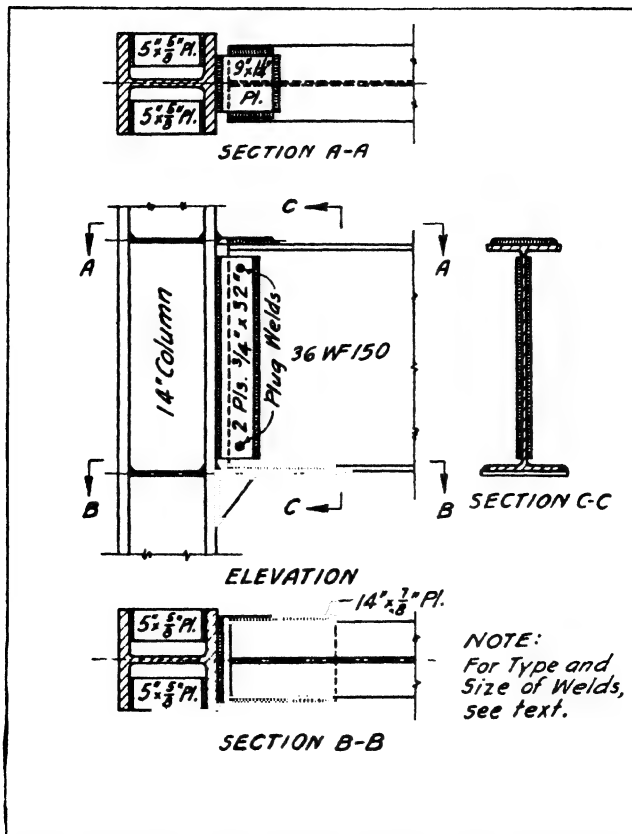 5"x5/8" Pl.
9"x1¼"
Pl.
5"x5/8" Pl.
SECTION A-A
C
A
A
14" Column
2 Pls. 3/4" x 32"
Plug Welds
36 WF 150
B
C
B
SECTION C-C
ELEVATION
14"x7/8" Pl.
5"x5/8" Pl.
5"x5/8" Pl.
NOTE:
For Type and
Size of Welds,
see text.
SECTION B-B